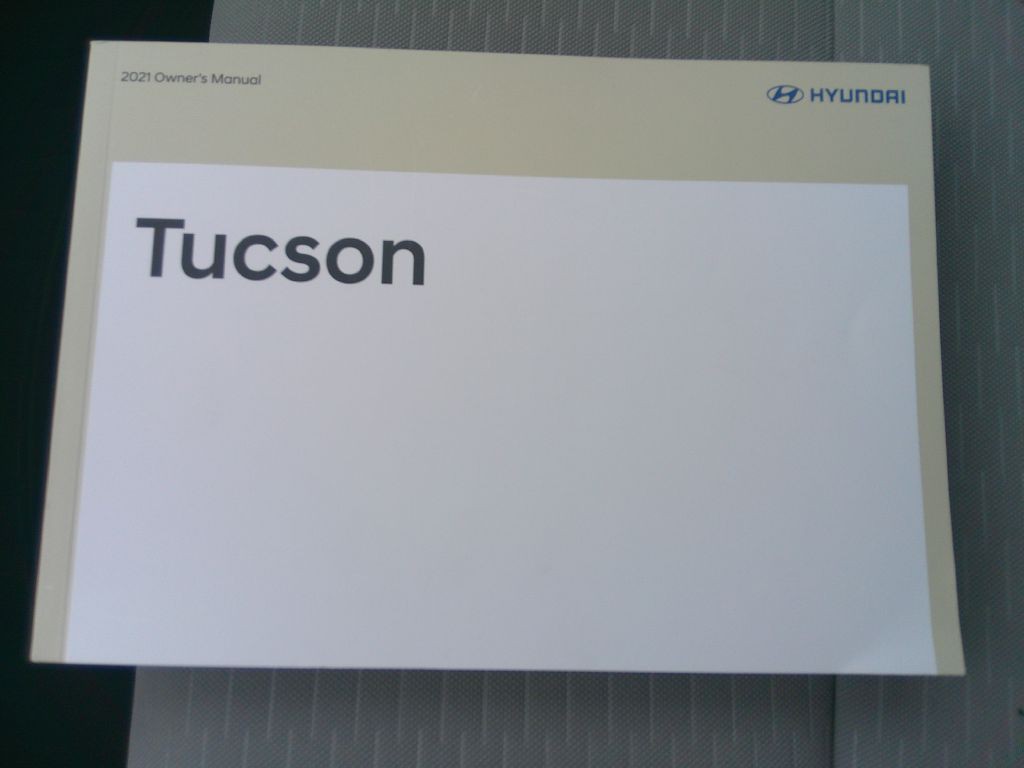 2021 Owner's Manual
HYUNDAI
Tucson